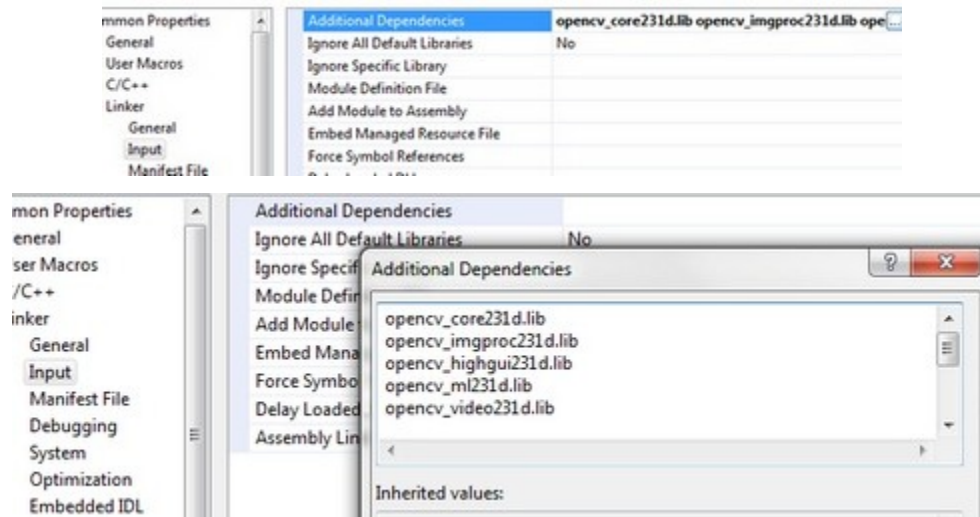 mmon Properties
General
User Macros
C/C++
Linker
General
Input
Manifest File
Additional Dependencies opencv_core231d.lib opencv_imgproc231d.lib ope...
Ignore All Default Libraries No
Ignore Specific Library
Module Definition File
Add Module to Assembly
Embed Managed Resource File
Force Symbol References
mon Properties
eneral
ser Macros
/C++
inker
General
Input
Manifest File
Debugging
System
Optimization
Embedded IDL
Additional Dependencies
Ignore All Default Libraries No
Ignore Specif
Module Defin
Add Module
Embed Mana
Force Symbo
Delay Loaded
Assembly Lin
Additional Dependencies
opencv_core231d.lib
opencv_imgproc231d.lib
opencv_highgui231d.lib
opencv_ml231d.lib
opencv_video231d.lib
Inherited values: